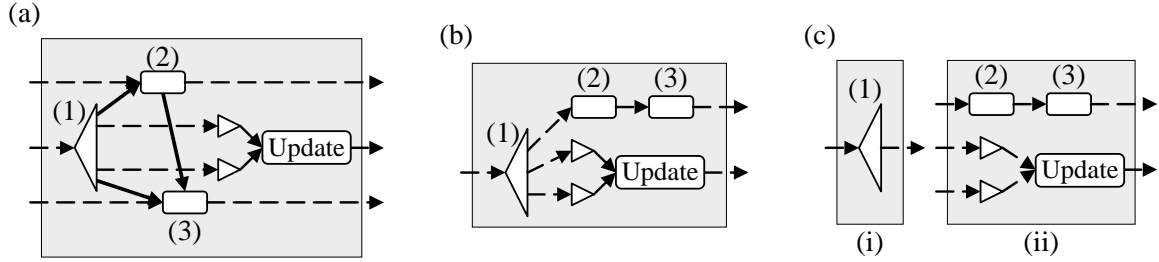 (a)
(2)
(1)
Update
(3)
(b)
(2) (3)
(1)
Update
(c)
(1)
(i)
(2) (3)
Update
(ii)